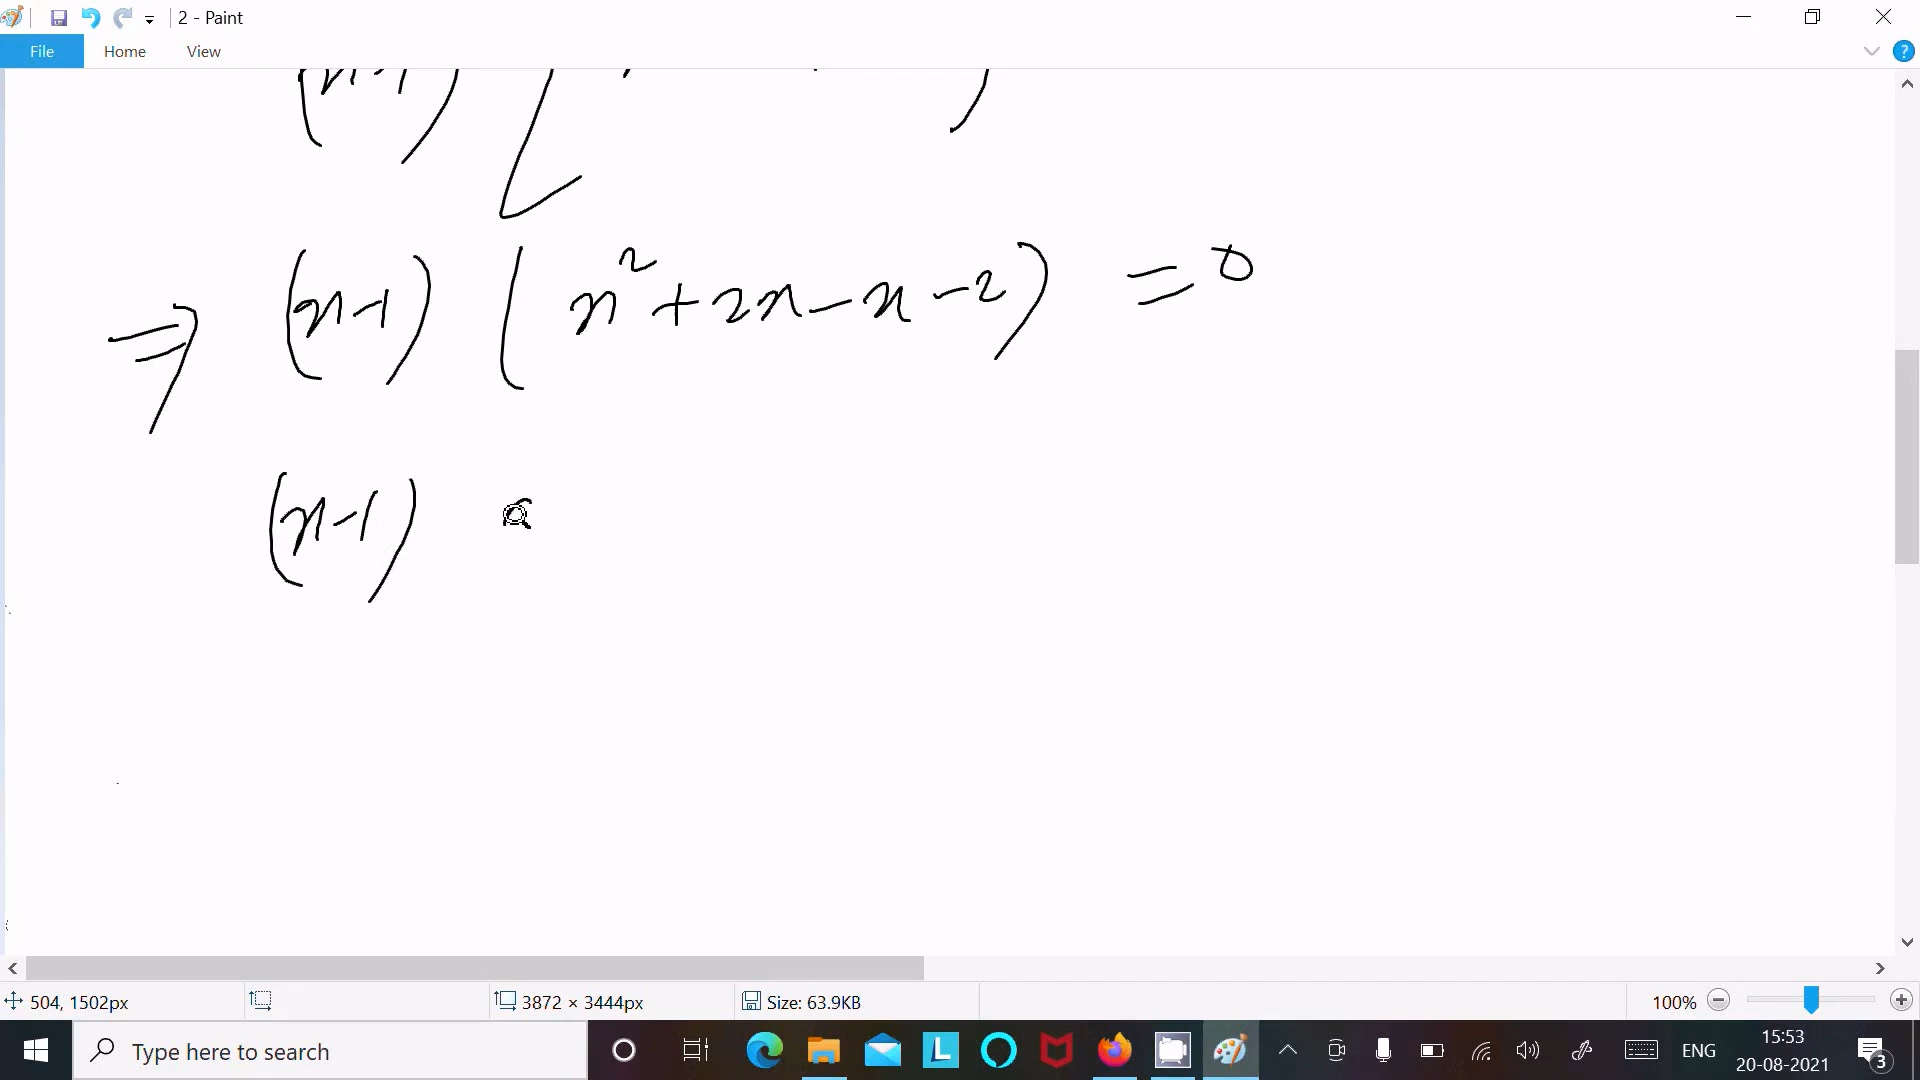 2 - Paint
File Home View
(x-1) [
⇒ (x-1) (x²+2x-x-2) = 0
(x-1)
504, 1502px 3872 × 3444px Size: 63.9KB 100%
Type here to search
ENG 15:53
20-08-2021 3